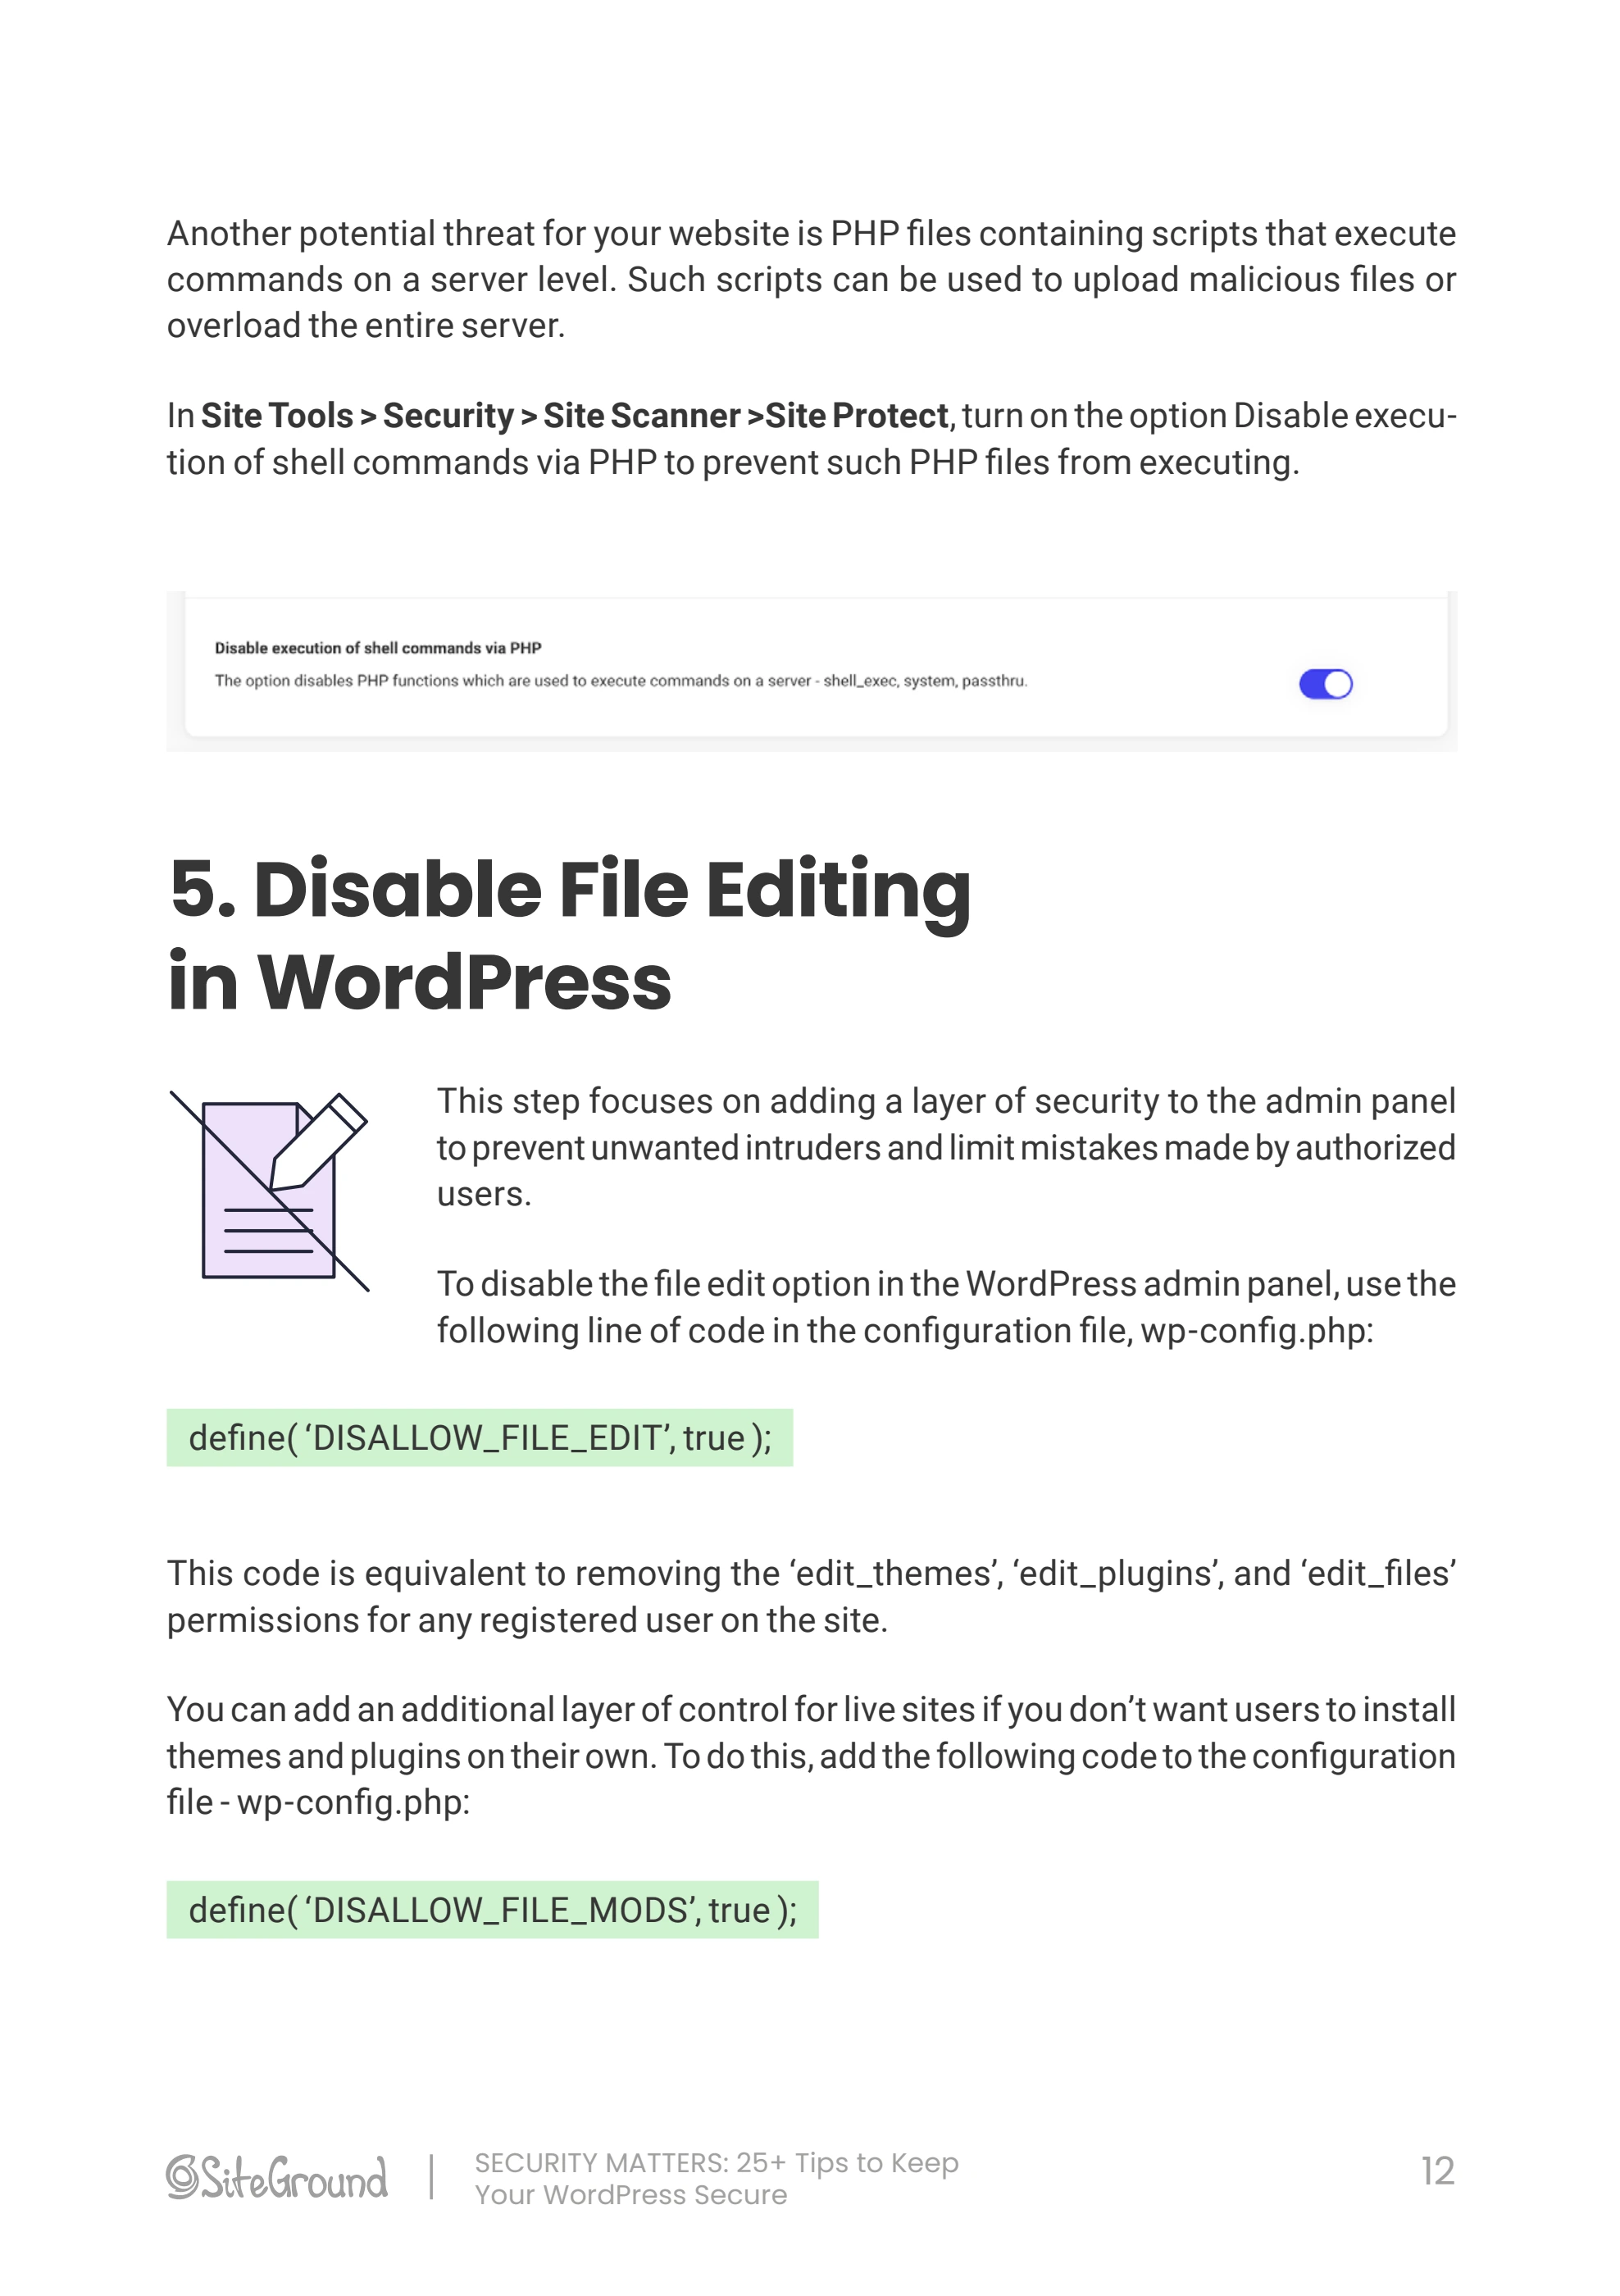 Another potential threat for your website is PHP files containing scripts that execute
commands on a server level. Such scripts can be used to upload malicious files or
overload the entire server.
In Site Tools > Security > Site Scanner >Site Protect, turn on the option Disable execu-
tion of shell commands via PHP to prevent such PHP files from executing.
Disable execution of shell commands via PHP
The option disables PHP functions which are used to execute commands on a server - shell_exec, system, passthru.
5. Disable File Editing
in WordPress
This step focuses on adding a layer of security to the admin panel
to prevent unwanted intruders and limit mistakes made by authorized
users.
To disable the file edit option in the WordPress admin panel, use the
following line of code in the configuration file, wp-config.php:
define( ‘DISALLOW_FILE_EDIT’, true );
This code is equivalent to removing the ‘edit_themes’, ‘edit_plugins’, and ‘edit_files’
permissions for any registered user on the site.
You can add an additional layer of control for live sites if you don’t want users to install
themes and plugins on their own. To do this, add the following code to the configuration
file - wp-config.php:
define( ‘DISALLOW_FILE_MODS’, true );
SiteGround
SECURITY MATTERS: 25+ Tips to Keep
Your WordPress Secure
12